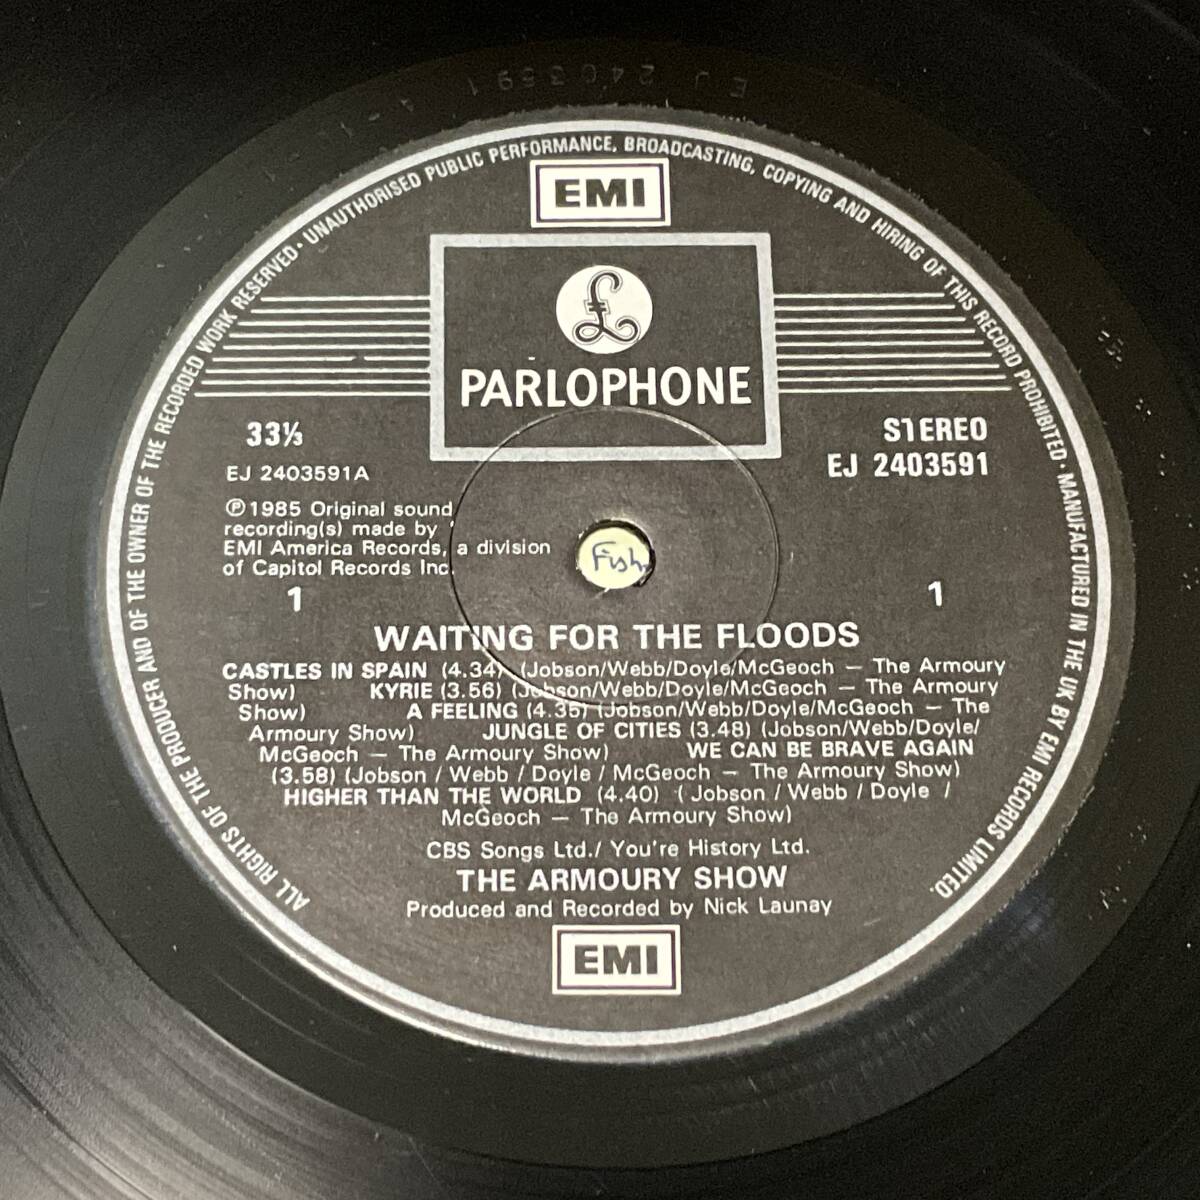 EJ 2403591 A
ALL RIGHTS OF THE PRODUCER AND OF THE OWNER OF THE RECORDED WORK RESERVED · UNAUTHORISED PUBLIC PERFORMANCE, BROADCASTING, COPYING AND HIRING OF THIS RECORD PROHIBITED · MANUFACTURED IN THE UK BY EMI RECORDS LIMITED.
EMI
£
PARLOPHONE
33⅓
STEREO
EJ 2403591A
EJ 2403591
℗1985 Original sound
recording(s) made by
EMI America Records, a division
of Capitol Records Inc.
1
1
Fish
WAITING FOR THE FLOODS
CASTLES IN SPAIN (4.34) (Jobson/Webb/Doyle/McGeoch — The Armoury
Show) KYRIE (3.56) (Jobson/Webb/Doyle/McGeoch — The Armoury
Show) A FEELING (4.35) (Jobson/Webb/Doyle/McGeoch — The
Armoury Show) JUNGLE OF CITIES (3.48) (Jobson/Webb/Doyle/
McGeoch — The Armoury Show) WE CAN BE BRAVE AGAIN
(3.58) (Jobson / Webb / Doyle / McGeoch — The Armoury Show)
HIGHER THAN THE WORLD (4.40) (Jobson / Webb / Doyle /
McGeoch — The Armoury Show)
CBS Songs Ltd./ You're History Ltd.
THE ARMOURY SHOW
Produced and Recorded by Nick Launay
EMI